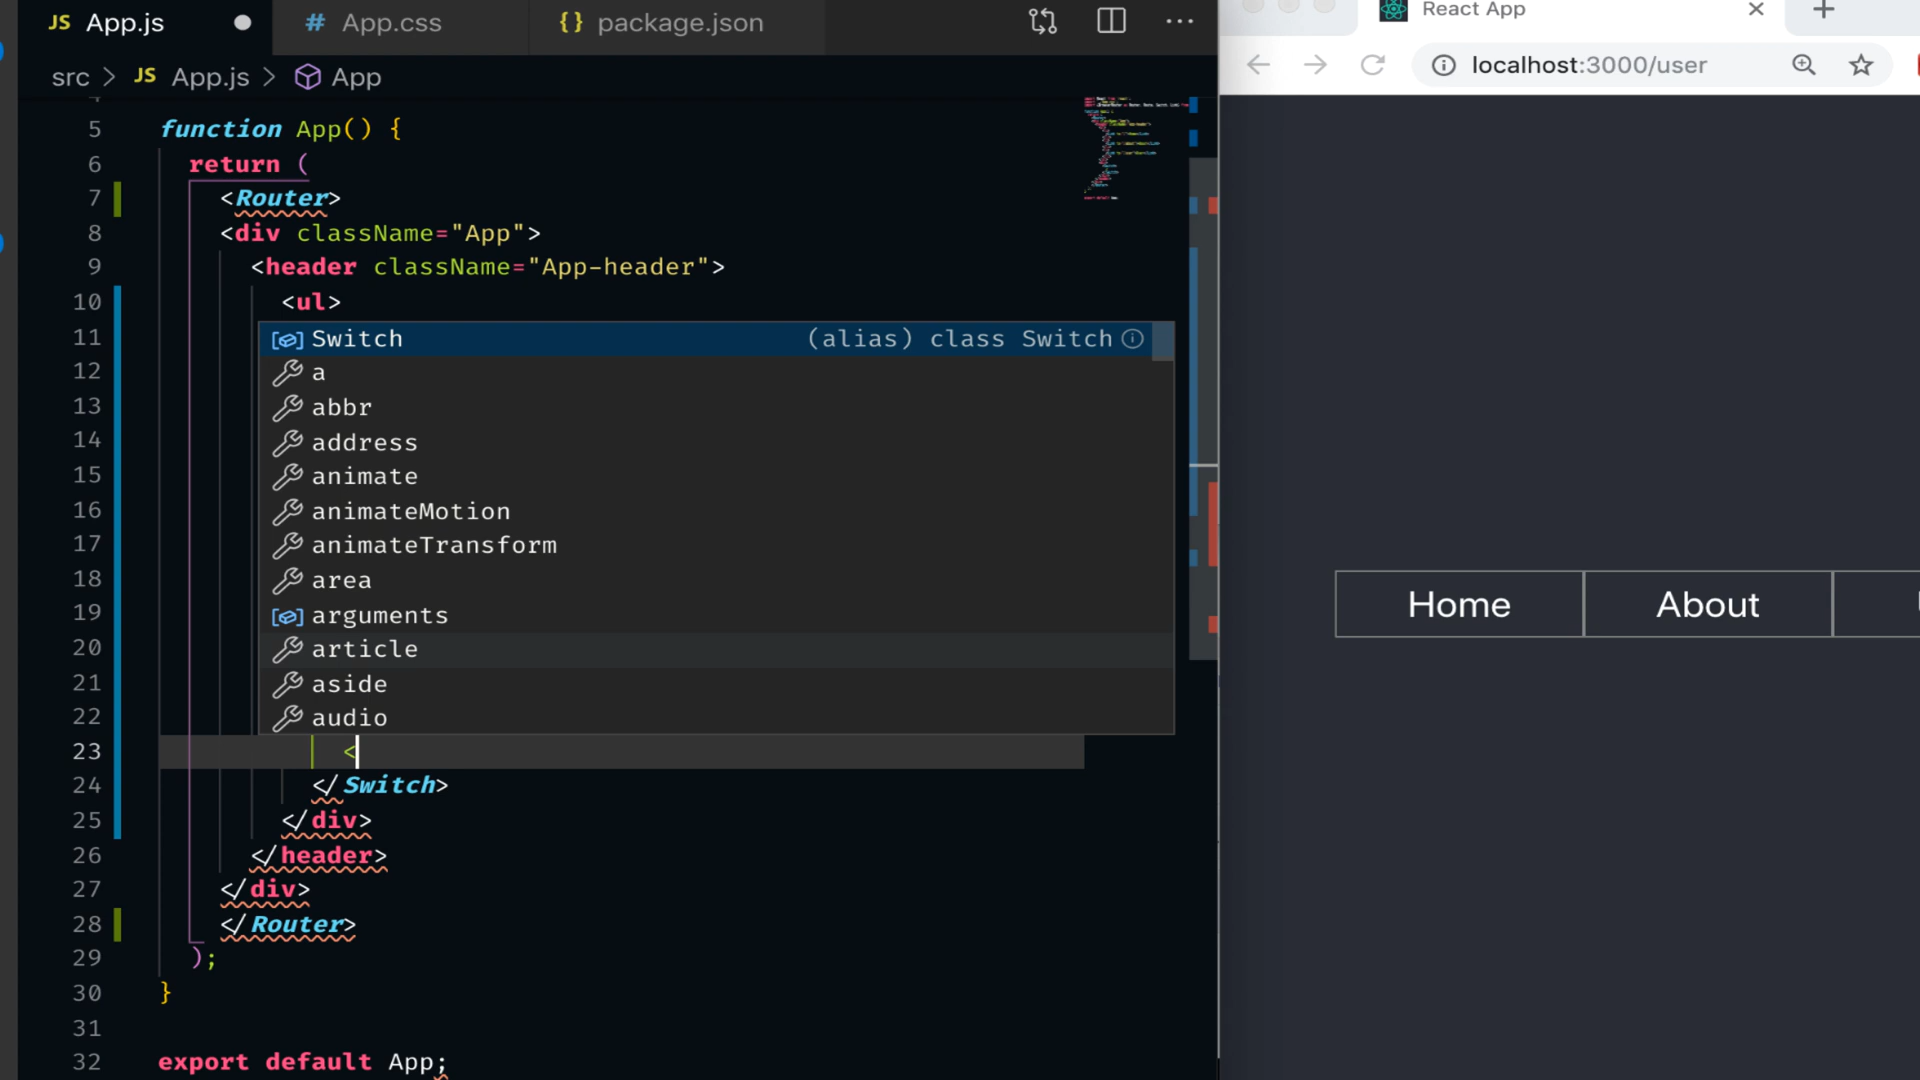 JS App.js
# App.css
{} package.json
src > JS App.js > App
5 function App() {
6 return (
7 <Router>
8 <div className="App">
9 <header className="App-header">
10 <ul>
11
12
13
14
15
16
17
18
19
20
21
22
Switch (alias) class Switch
a
abbr
address
animate
animateMotion
animateTransform
area
arguments
article
aside
audio
23 <
24 </Switch>
25 </div>
26 </header>
27 </div>
28 </Router>
29 );
30 }
31
32 export default App;
React App
localhost:3000/user
Home
About